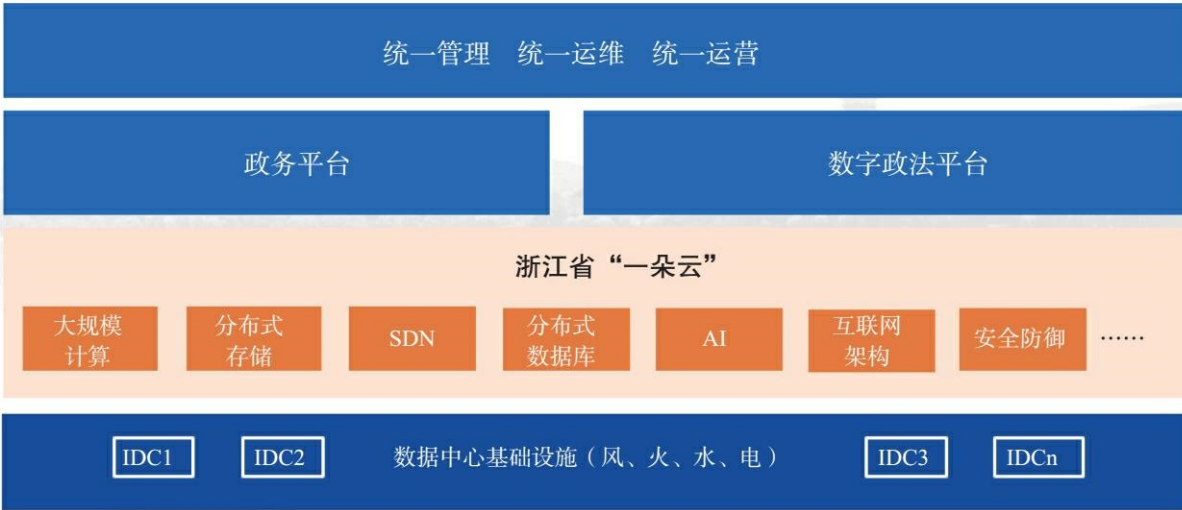 统一管理 统一运维 统一运营
政务平台
数字政法平台
浙江省“一朵云”
大规模
计算
分布式
存储
SDN
分布式
数据库
AI
互联网
架构
安全防御
……
IDC1
IDC2
数据中心基础设施（风、火、水、电）
IDC3
IDCn